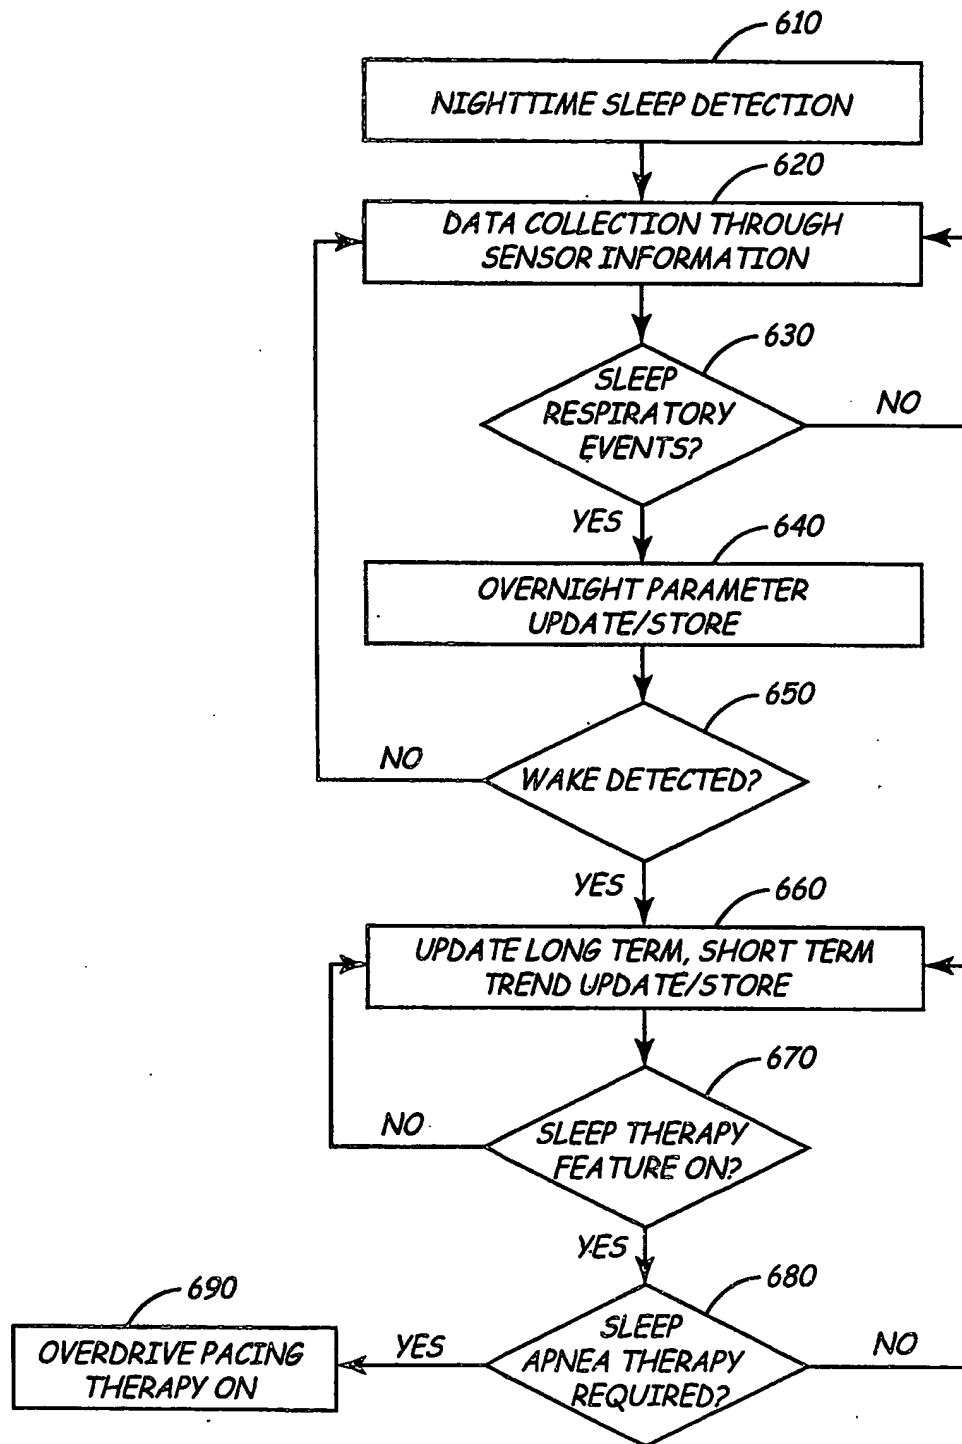 610
NIGHTTIME SLEEP DETECTION
620
DATA COLLECTION THROUGH
SENSOR INFORMATION
630
SLEEP
RESPIRATORY
EVENTS?
NO
YES
640
OVERNIGHT PARAMETER
UPDATE/STORE
650
NO
WAKE DETECTED?
YES
660
UPDATE LONG TERM, SHORT TERM
TREND UPDATE/STORE
670
NO
SLEEP THERAPY
FEATURE ON?
YES
680
690
SLEEP
APNEA THERAPY
REQUIRED?
YES
NO
OVERDRIVE PACING
THERAPY ON